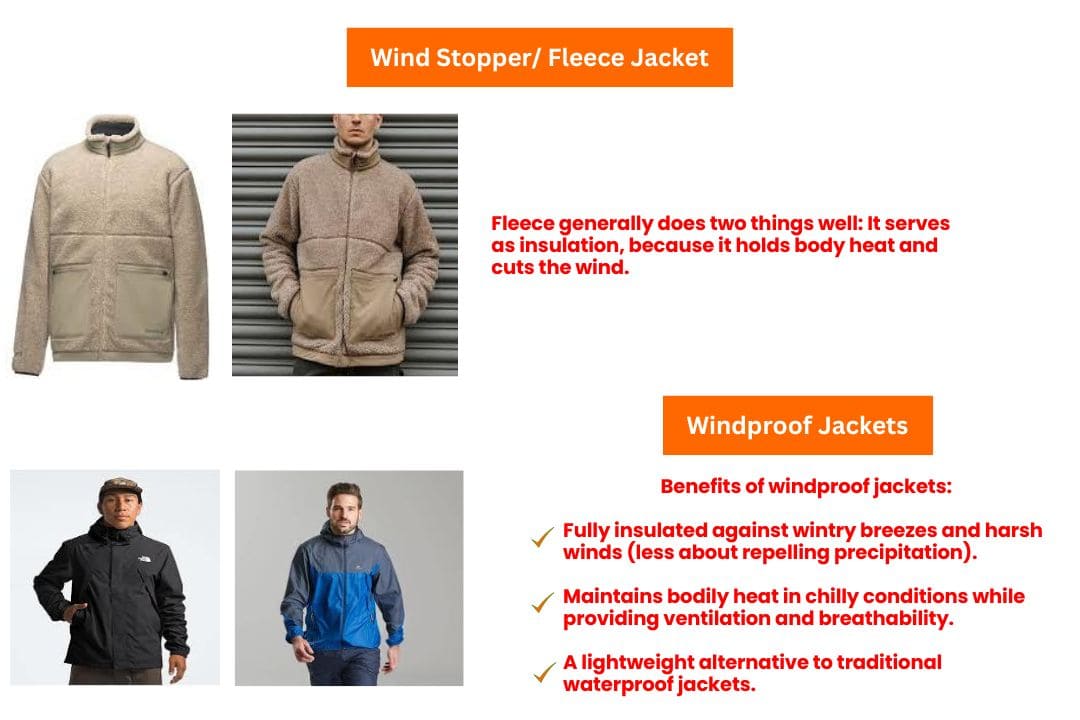 Wind Stopper/ Fleece Jacket
Fleece generally does two things well: It serves
as insulation, because it holds body heat and
cuts the wind.
Windproof Jackets
Benefits of windproof jackets:
Fully insulated against wintry breezes and harsh
winds (less about repelling precipitation).
Maintains bodily heat in chilly conditions while
providing ventilation and breathability.
A lightweight alternative to traditional
waterproof jackets.